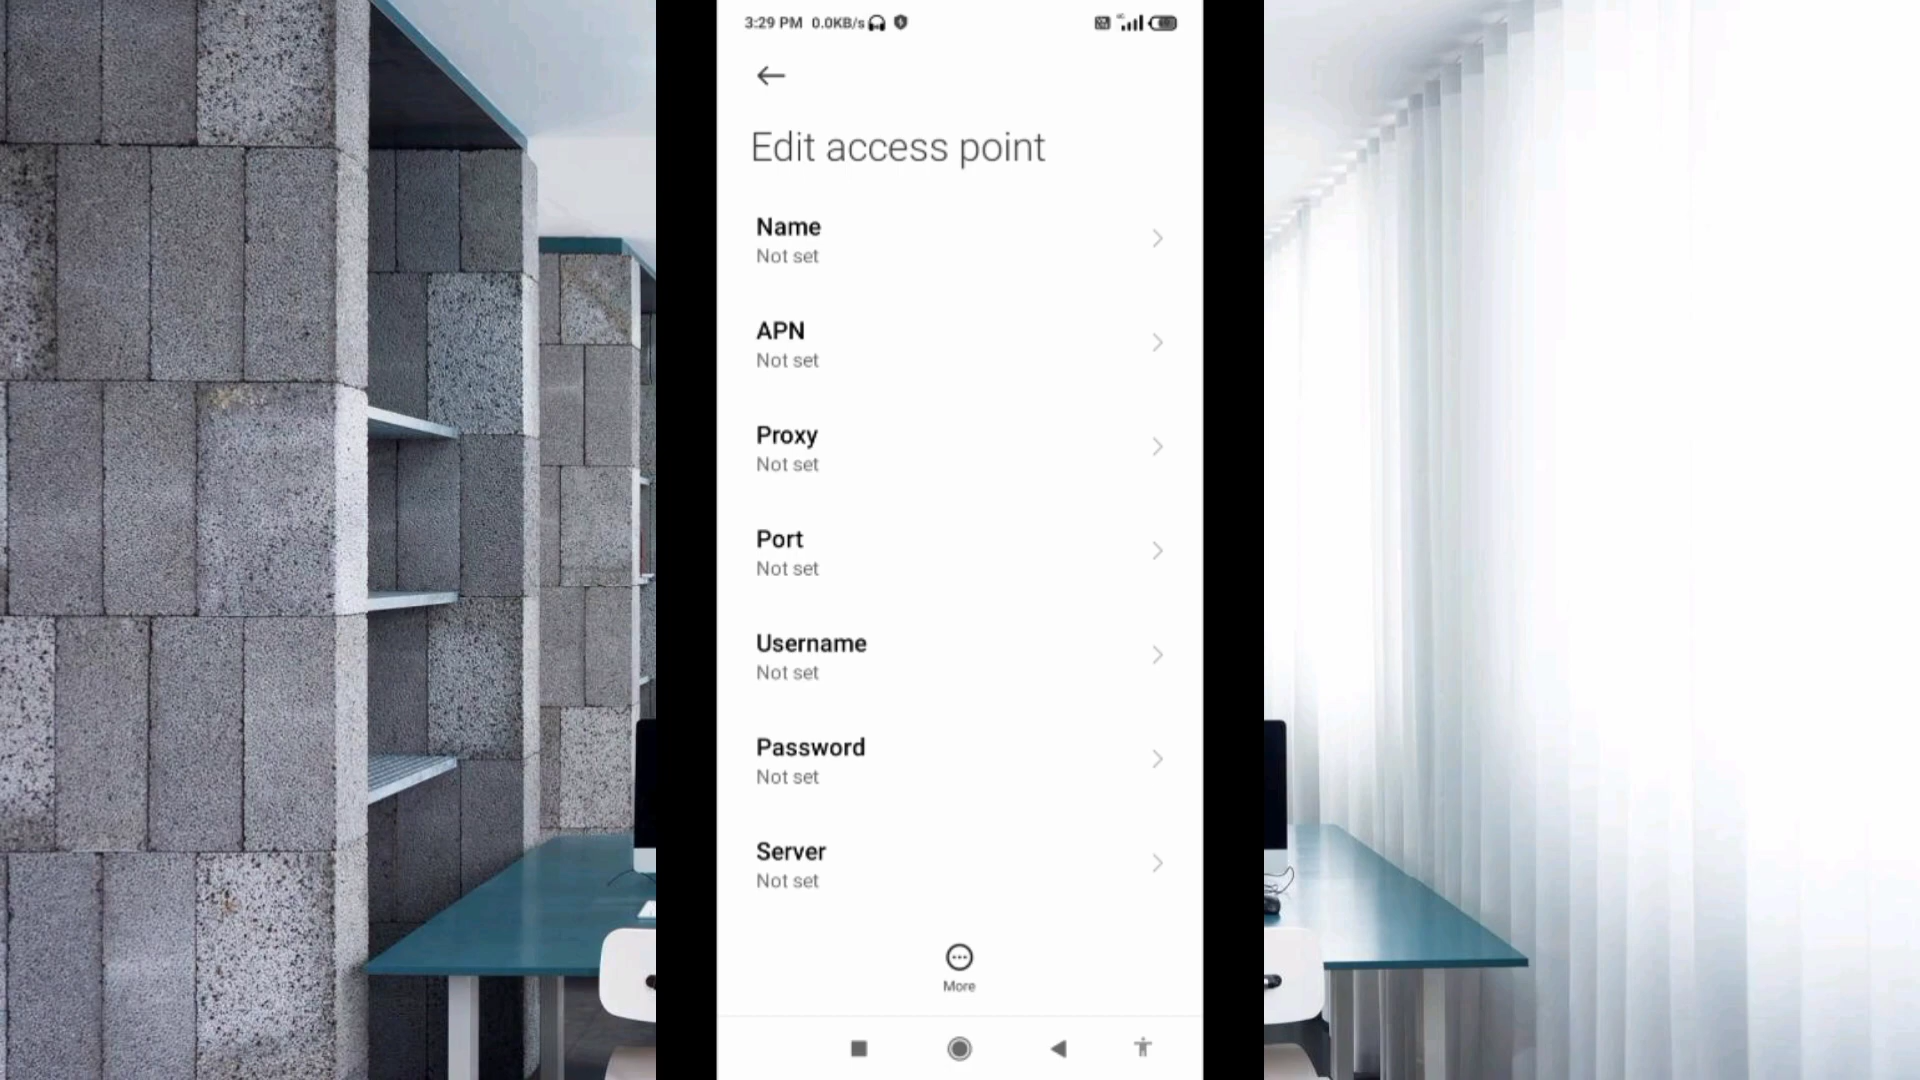 3:29 PM 0.0KB/s
Edit access point
Name
Not set
APN
Not set
Proxy
Not set
Port
Not set
Username
Not set
Password
Not set
Server
Not set
More